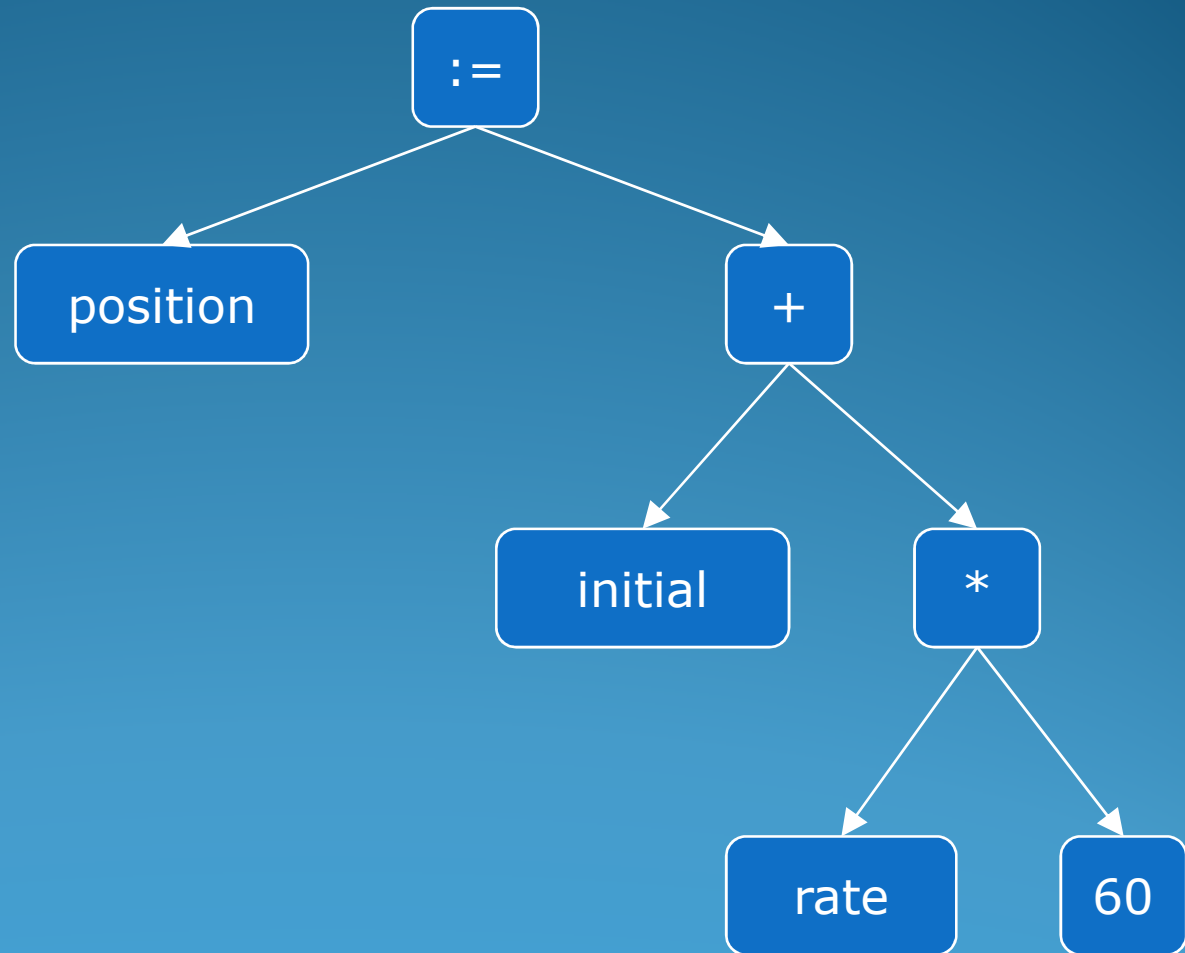 :=
position
+
initial
*
rate
60